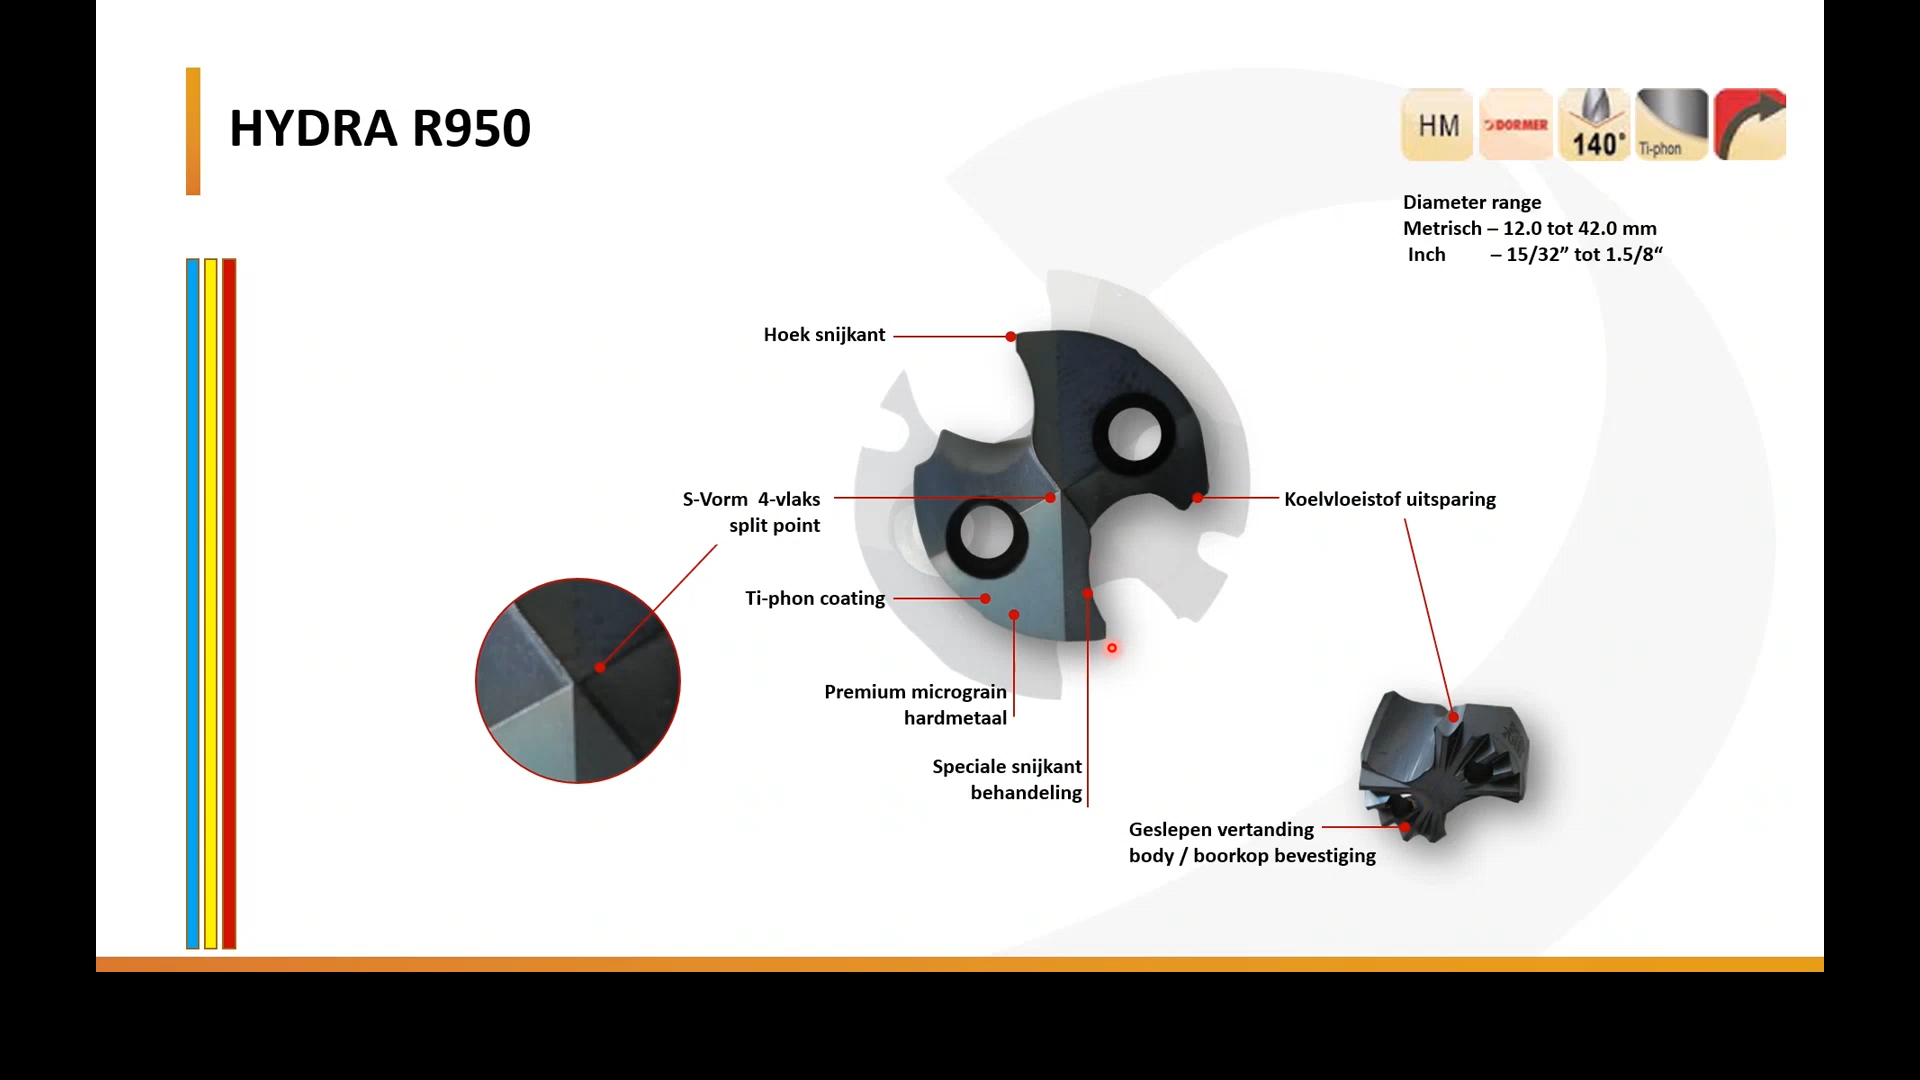 HYDRA R950
HM
DORMER
140°
Ti-phon
Diameter range
Metrisch – 12.0 tot 42.0 mm
Inch – 15/32” tot 1.5/8“
Hoek snijkant
S-Vorm 4-vlaks
split point
Koelvloeistof uitsparing
Ti-phon coating
Premium micrograin
hardmetaal
Speciale snijkant
behandeling
Geslepen vertanding
body / boorkop bevestiging